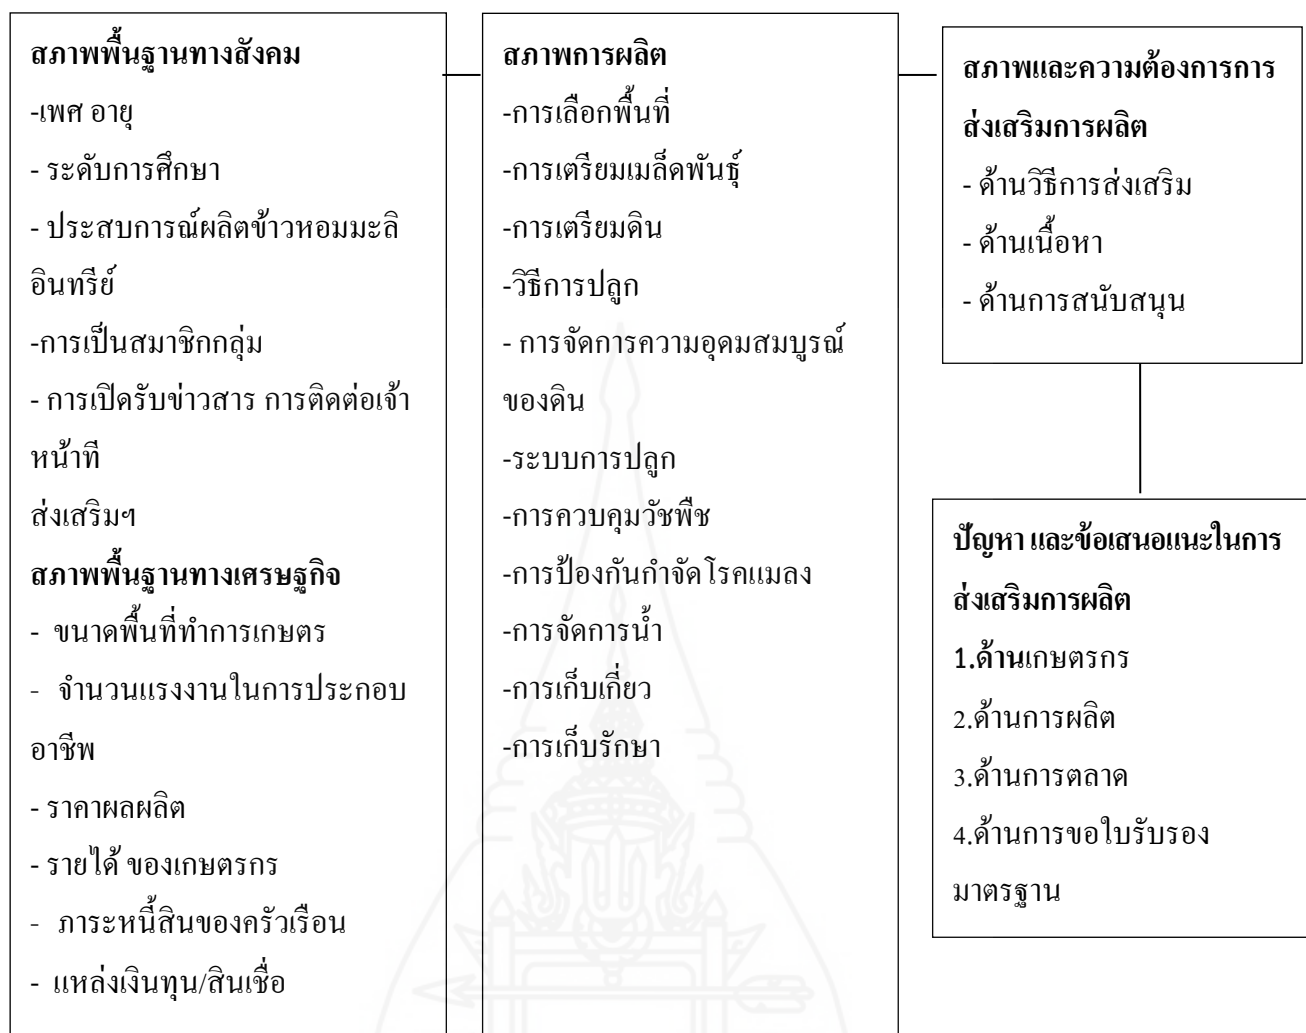 สภาพพื้นฐานทางสังคม
-เพศ อายุ
- ระดับการศึกษา
- ประสบการณ์ผลิตข้าวหอมมะลิ
อินทรีย์
-การเป็นสมาชิกกลุ่ม
- การเปิดรับข่าวสาร การติดต่อเจ้า
หน้าที
ส่งเสริมฯ
สภาพพื้นฐานทางเศรษฐกิจ
- ขนาดพื้นที่ทำการเกษตร
- จำนวนแรงงานในการประกอบ
อาชีพ
- ราคาผลผลิต
- รายได้ ของเกษตรกร
- ภาระหนี้สินของครัวเรือน
- แหล่งเงินทุน/สินเชื่อ
สภาพการผลิต
-การเลือกพื้นที่
-การเตรียมเมล็ดพันธุ์
-การเตรียมดิน
-วิธีการปลูก
- การจัดการความอุดมสมบูรณ์
ของดิน
-ระบบการปลูก
-การควบคุมวัชพืช
-การป้องกันกำจัดโรคแมลง
-การจัดการน้ำ
-การเก็บเกี่ยว
-การเก็บรักษา
สภาพและความต้องการการ
ส่งเสริมการผลิต
- ด้านวิธีการส่งเสริม
- ด้านเนื้อหา
- ด้านการสนับสนุน
ปัญหา และข้อเสนอแนะในการ
ส่งเสริมการผลิต
1.ด้านเกษตรกร
2.ด้านการผลิต
3.ด้านการตลาด
4.ด้านการขอใบรับรอง
มาตรฐาน